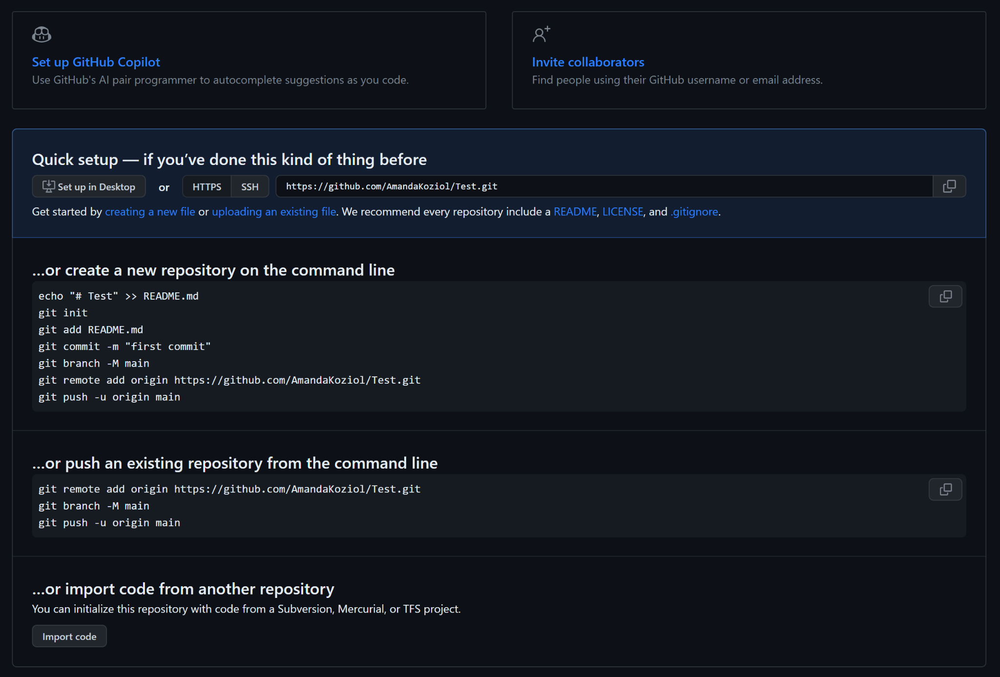 Set up GitHub Copilot
Use GitHub's AI pair programmer to autocomplete suggestions as you code.
Invite collaborators
Find people using their GitHub username or email address.
Quick setup — if you’ve done this kind of thing before
Set up in Desktop or HTTPS SSH https://github.com/AmandaKoziol/Test.git
Get started by creating a new file or uploading an existing file. We recommend every repository include a README, LICENSE, and .gitignore.
...or create a new repository on the command line
echo "# Test" >> README.md
git init
git add README.md
git commit -m "first commit"
git branch -M main
git remote add origin https://github.com/AmandaKoziol/Test.git
git push -u origin main
...or push an existing repository from the command line
git remote add origin https://github.com/AmandaKoziol/Test.git
git branch -M main
git push -u origin main
...or import code from another repository
You can initialize this repository with code from a Subversion, Mercurial, or TFS project.
Import code